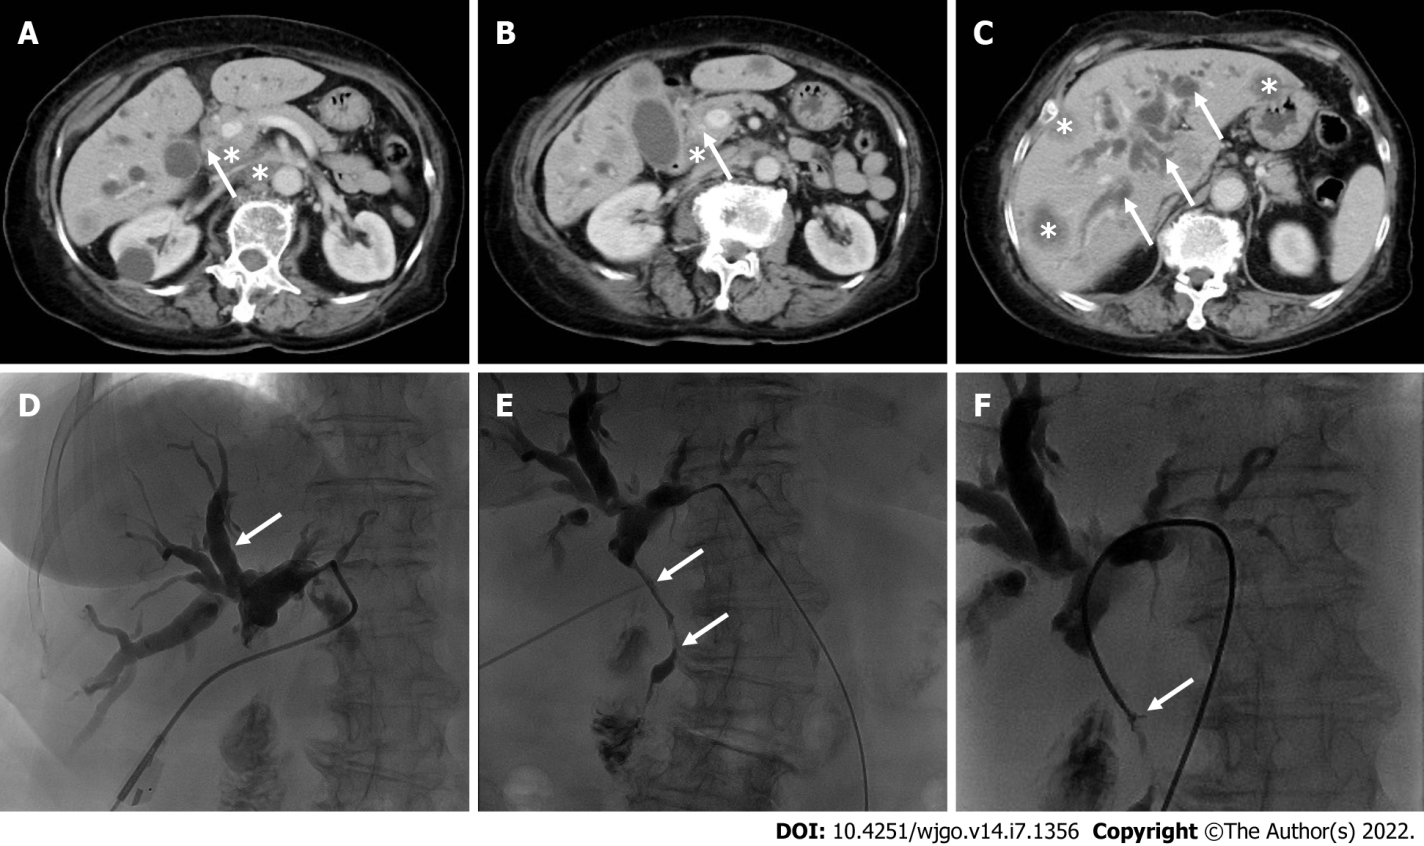 A
B
C
*
*
*
*
*
*
D
E
F
DOI: 10.4251/wjgo.v14.i7.1356 Copyright ©The Author(s) 2022.